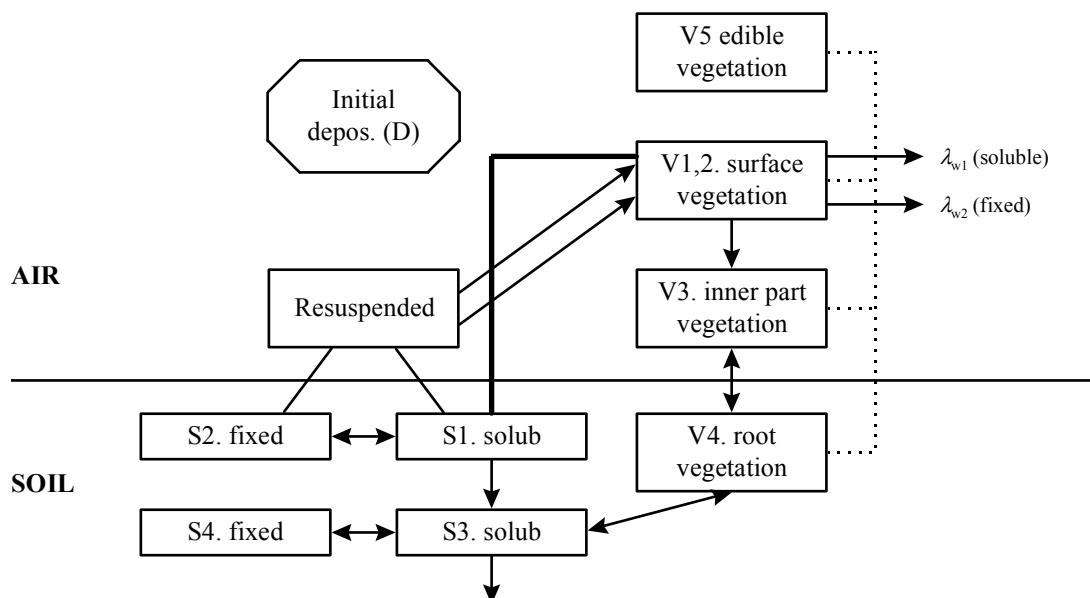 V5 edible
vegetation
Initial
depos. (D)
V1,2. surface
vegetation
λw1 (soluble)
λw2 (fixed)
AIR
Resuspended
V3. inner part
vegetation
S2. fixed
S1. solub
V4. root
vegetation
SOIL
S4. fixed
S3. solub